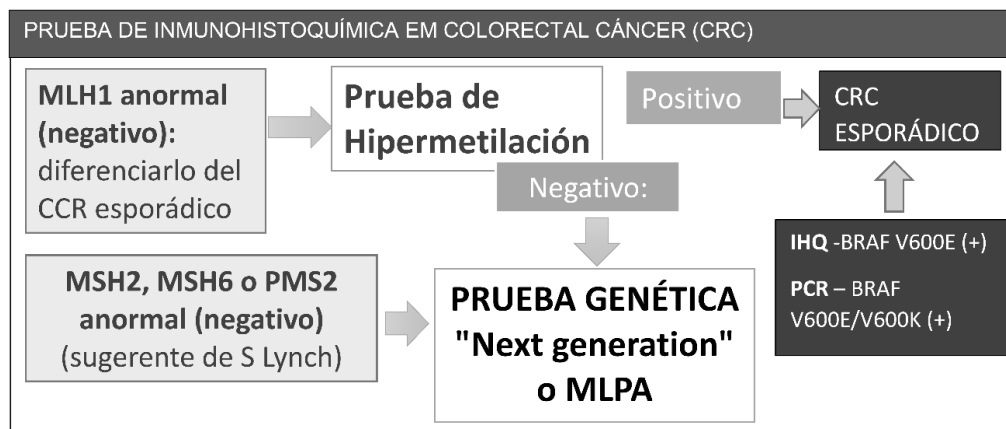 PRUEBA DE INMUNOHISTOQUÍMICA EM COLORECTAL CÁNCER (CRC)
MLH1 anormal
(negativo):
diferenciarlo del
CCR esporádico
Prueba de
Hipermetilación
Positivo
CRC
ESPORÁDICO
Negativo:
IHQ -BRAF V600E (+)
PCR – BRAF
V600E/V600K (+)
MSH2, MSH6 o PMS2
anormal (negativo)
(sugerente de S Lynch)
PRUEBA GENÉTICA
"Next generation"
o MLPA